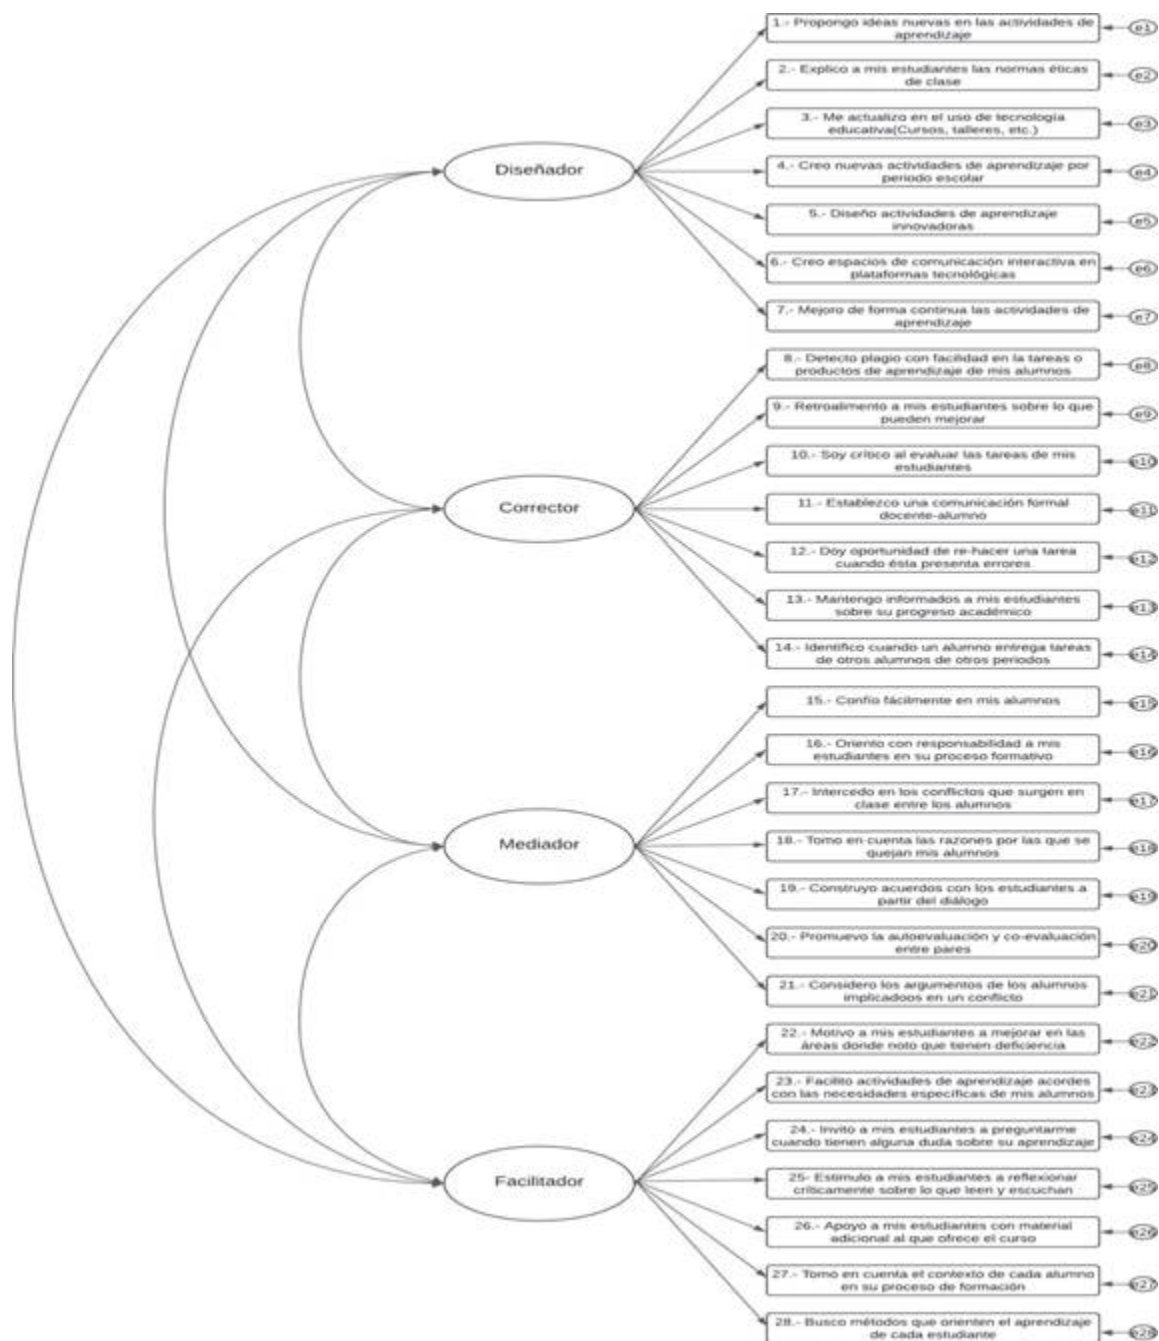 1.- Propongo ideas nuevas en las actividades de
aprendizaje
e1
2.- Explico a mis estudiantes las normas éticas
de clase
e2
3.- Me actualizo en el uso de tecnología
educativa(Cursos, talleres, etc.)
e3
Diseñador
4.- Creo nuevas actividades de aprendizaje por
periodo escolar
e4
5.- Diseño actividades de aprendizaje
innovadoras
e5
6.- Creo espacios de comunicación interactiva en
plataformas tecnológicas
e6
7.- Mejoro de forma continua las actividades de
aprendizaje
e7
8.- Detecto plagio con facilidad en la tareas o
productos de aprendizaje de mis alumnos
e8
9.- Retroalimento a mis estudiantes sobre lo que
pueden mejorar
e9
10.- Soy crítico al evaluar las tareas de mis
estudiantes
e10
Corrector
11.- Establezco una comunicación formal
docente-alumno
e11
12.- Doy oportunidad de re-hacer una tarea
cuando ésta presenta errores
e12
13.- Mantengo informados a mis estudiantes
sobre su progreso académico
e13
14.- Identifico cuando un alumno entrega tareas
de otros alumnos de otros periodos
e14
15.- Confío fácilmente en mis alumnos
e15
16.- Oriento con responsabilidad a mis
estudiantes en su proceso formativo
e16
17.- Intercedo en los conflictos que surgen en
clase entre los alumnos
e17
Mediador
18.- Tomo en cuenta las razones por las que se
quejan mis alumnos
e18
19.- Construyo acuerdos con los estudiantes a
partir del diálogo
e19
20.- Promuevo la autoevaluación y co-evaluación
entre pares
e20
21.- Considero los argumentos de los alumnos
implicadoos en un conflicto
e21
22.- Motivo a mis estudiantes a mejorar en las
áreas donde noto que tienen deficiencia
e22
23.- Facilito actividades de aprendizaje acordes
con las necesidades específicas de mis alumnos
e23
24.- Invito a mis estudiantes a preguntarme
cuando tienen alguna duda sobre su aprendizaje
e24
Facilitador
25- Estimulo a mis estudiantes a reflexionar
críticamente sobre lo que leen y escuchan
e25
26.- Apoyo a mis estudiantes con material
adicional al que ofrece el curso
e26
27.- Tomo en cuenta el contexto de cada alumno
en su proceso de formación
e27
28.- Busco métodos que orienten el aprendizaje
de cada estudiante
e28